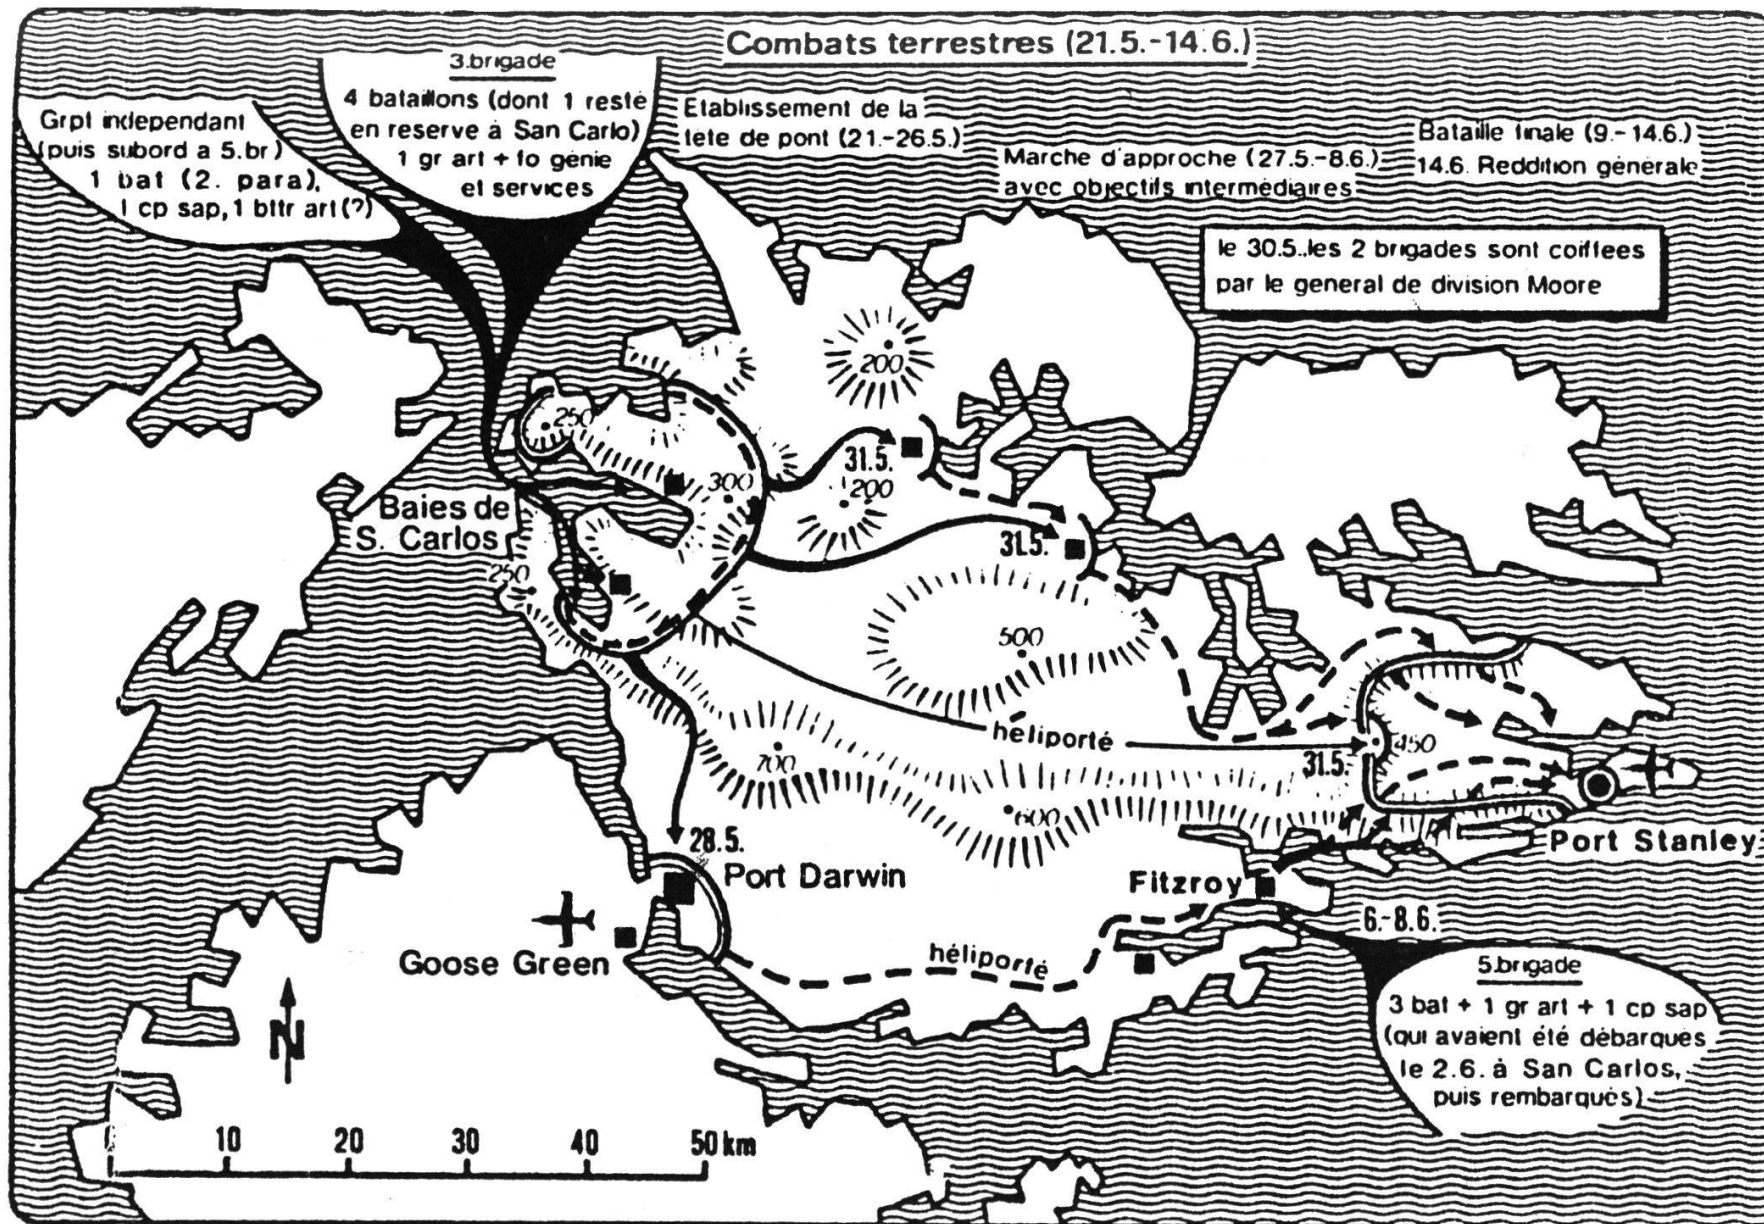 Combats terrestres (21.5.-14.6.)
3.brigade
4 bataillons (dont 1 resté
en reserve à San Carlo)
1 gr art + fo génie
et services
Grpt independant
(puis subord a 5.br)
1 bat (2. para),
1 cp sap, 1 bttr art (?)
Etablissement de la
tête de pont (21.-26.5.)
Marche d'approche (27.5.-8.6.)
avec objectifs intermédiaires
Bataille finale (9.-14.6.)
14.6. Reddition générale
le 30.5..les 2 brigades sont coiffees
par le general de division Moore
200
250
300
31.5.
200
Baies de
S. Carlos
31.5.
250
500
héliporté
450
700
31.5.
600
28.5.
Port Darwin
Port Stanley
Fitzroy
6.-8.6.
Goose Green
héliporté
5.brigade
3 bat + 1 gr art + 1 cp sap
(qui avaient été débarqués
le 2.6. à San Carlos,
puis rembarqués)
N
10 20 30 40 50 km